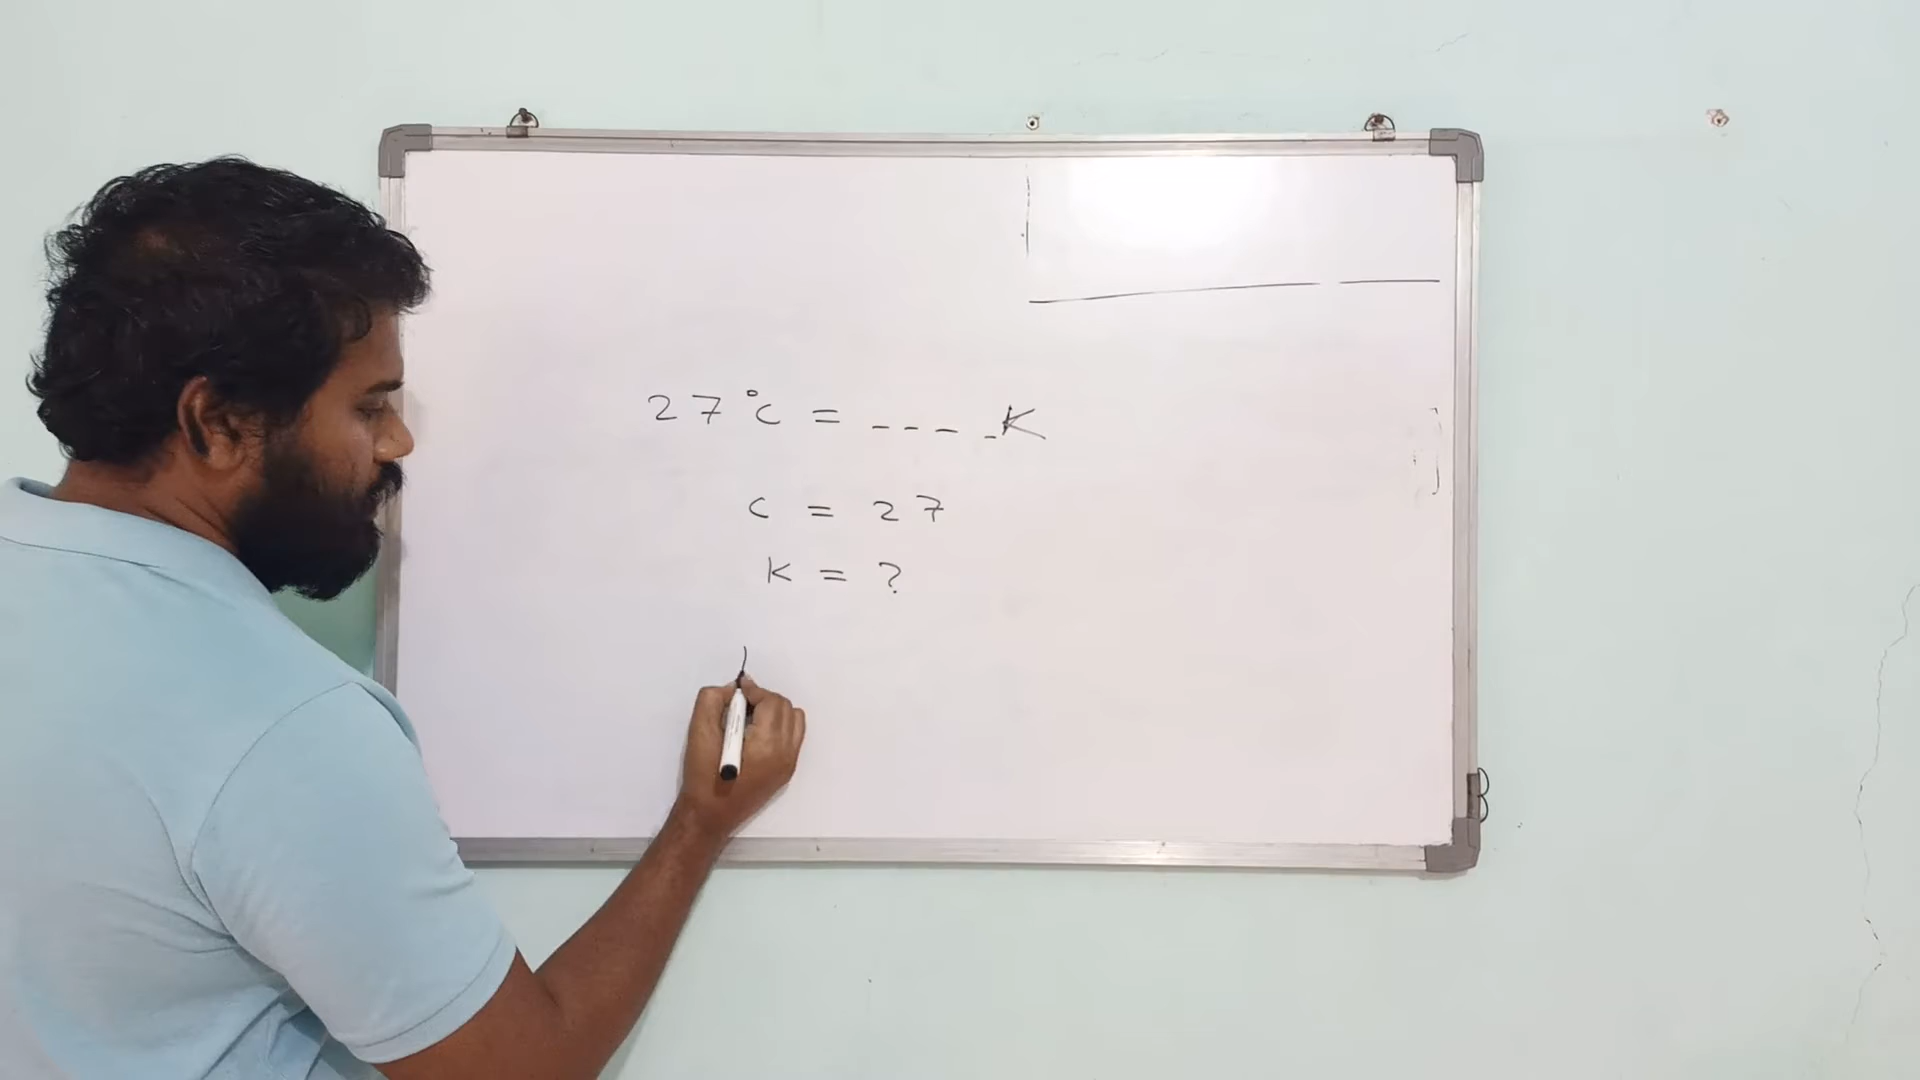 27°C = ----K
C = 27
K = ?